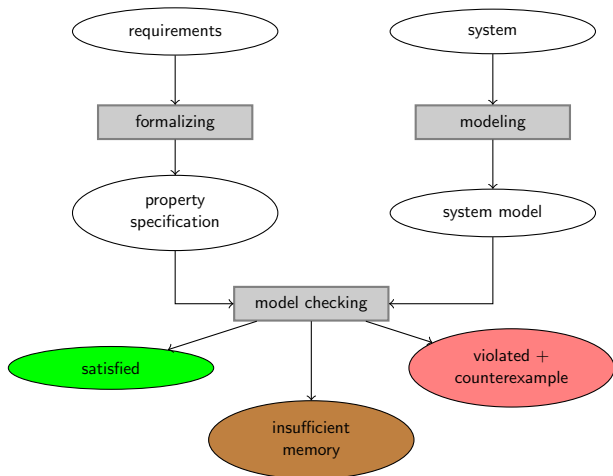 requirements
system
formalizing
modeling
property
specification
system model
model checking
satisfied
violated +
counterexample
insufficient
memory